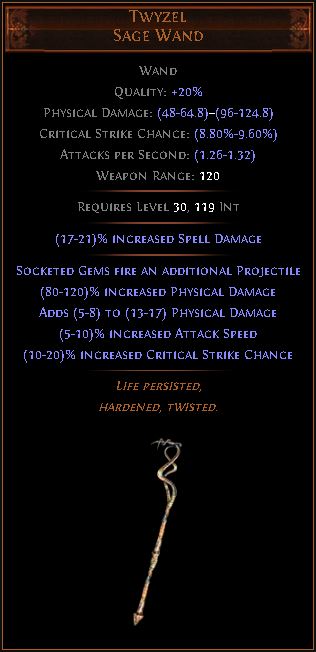 Twyzel
Sage Wand
Wand
Quality: +20%
Physical Damage: (48-64.8)–(96-124.8)
Critical Strike Chance: (8.80%-9.60%)
Attacks per Second: (1.26-1.32)
Weapon Range: 120
Requires Level 30, 119 Int
(17-21)% increased Spell Damage
Socketed Gems fire an additional Projectile
(80-120)% increased Physical Damage
Adds (5-8) to (13-17) Physical Damage
(5-10)% increased Attack Speed
(10-20)% increased Critical Strike Chance
Life persisted,
hardened, twisted.